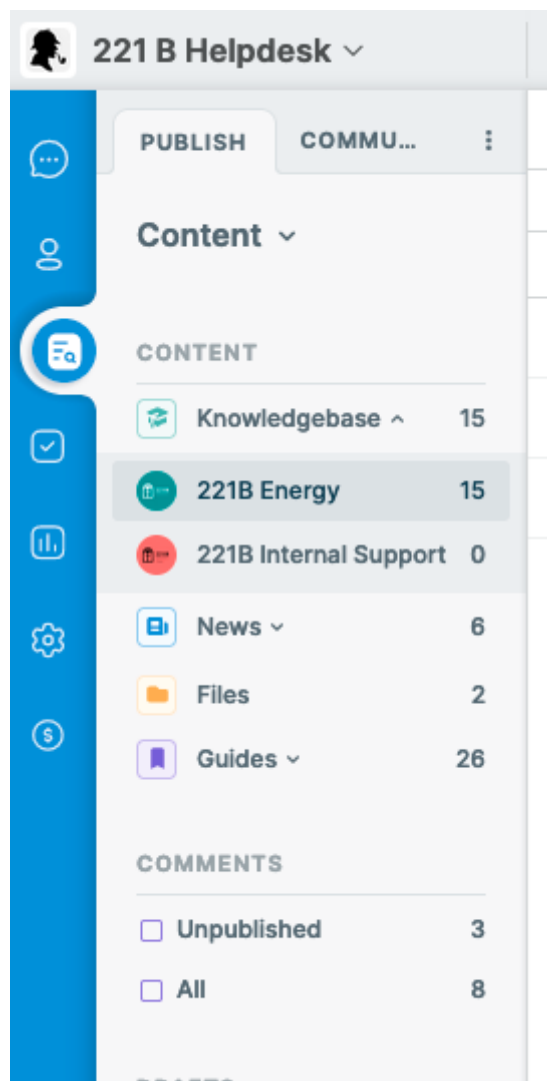 221 B Helpdesk
PUBLISH COMMU...
Content
CONTENT
Knowledgebase 15
221B Energy 15
221B Internal Support 0
News 6
Files 2
Guides 26
COMMENTS
Unpublished 3
All 8